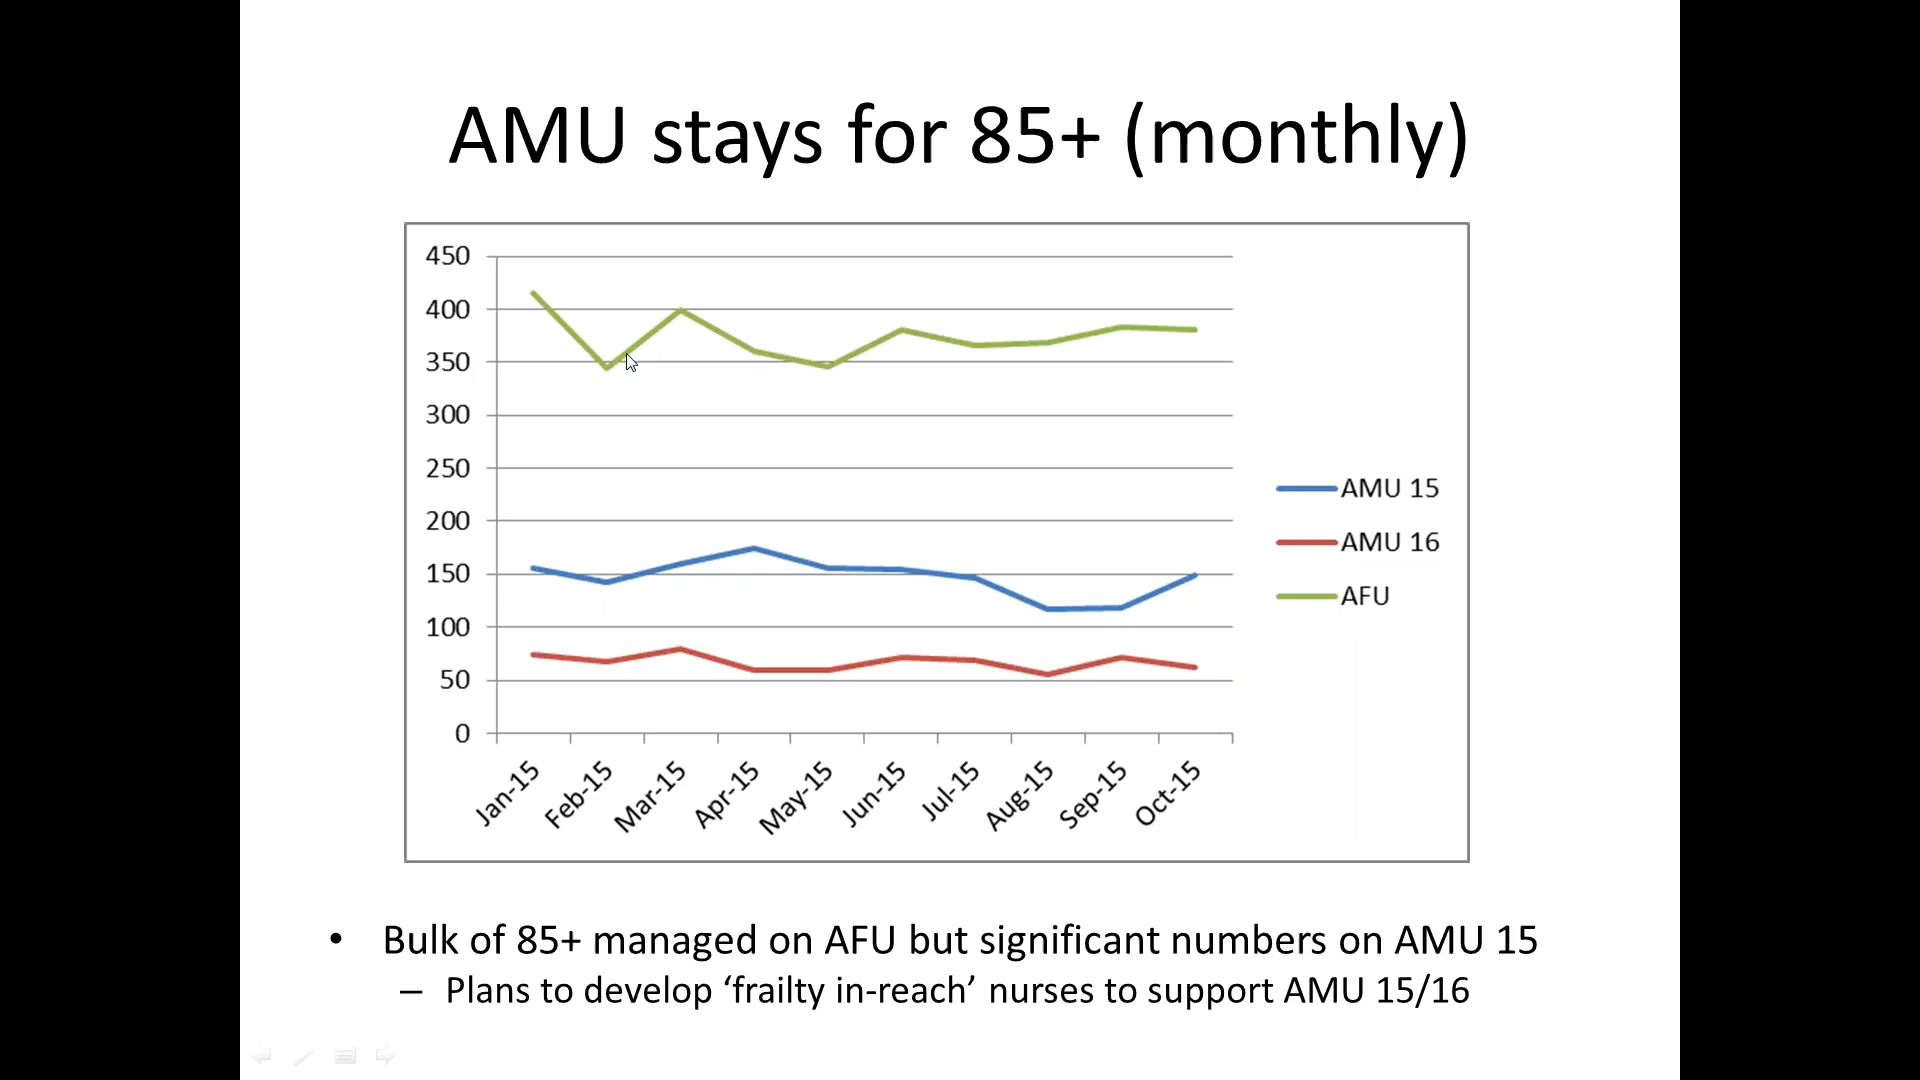 AMU stays for 85+ (monthly)
450
400
350
300
250
200
150
100
50
0
Jan-15
Feb-15
Mar-15
Apr-15
May-15
Jun-15
Jul-15
Aug-15
Sep-15
Oct-15
AMU 15
AMU 16
AFU
• Bulk of 85+ managed on AFU but significant numbers on AMU 15
– Plans to develop ‘frailty in-reach’ nurses to support AMU 15/16